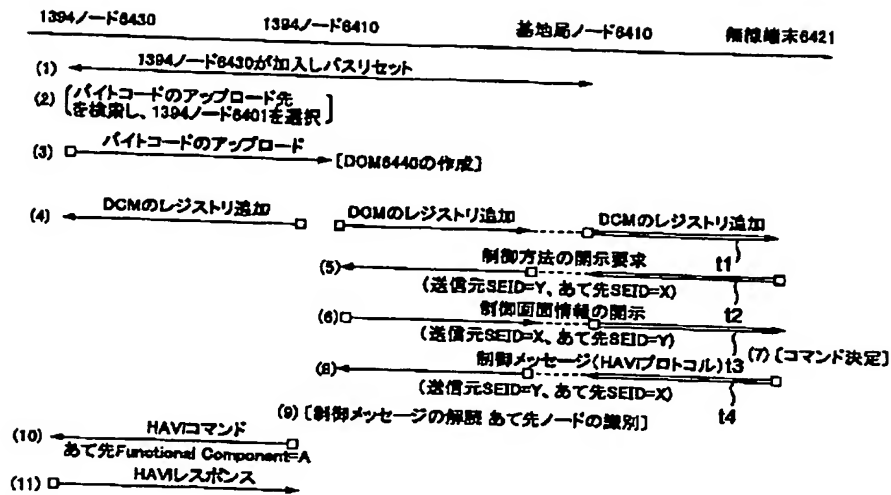 1394ノード6430
1394ノード6410
基地局ノード6410
無線端末6421
(1) 1394ノード6430が加入しバスリセット
(2) バイトコードのアップロード先
を検索し、1394ノード6401を選択
(3) バイトコードのアップロード [DOM6440の作成]
(4) DCMのレジストリ追加 DCMのレジストリ追加 DCMのレジストリ追加
t1
(5) 制御方法の開示要求
(送信元SEID=Y、あて先SEID=X)
t2
(6) 制御画面情報の開示
(送信元SEID=X、あて先SEID=Y)
t3 (7) [コマンド決定]
(8) 制御メッセージ(HAViプロトコル)
(送信元SEID=Y、あて先SEID=X)
t4
(9) [制御メッセージの解読 あて先ノードの識別]
(10) HAViコマンド
あて先Functional Component=A
(11) HAViレスポンス